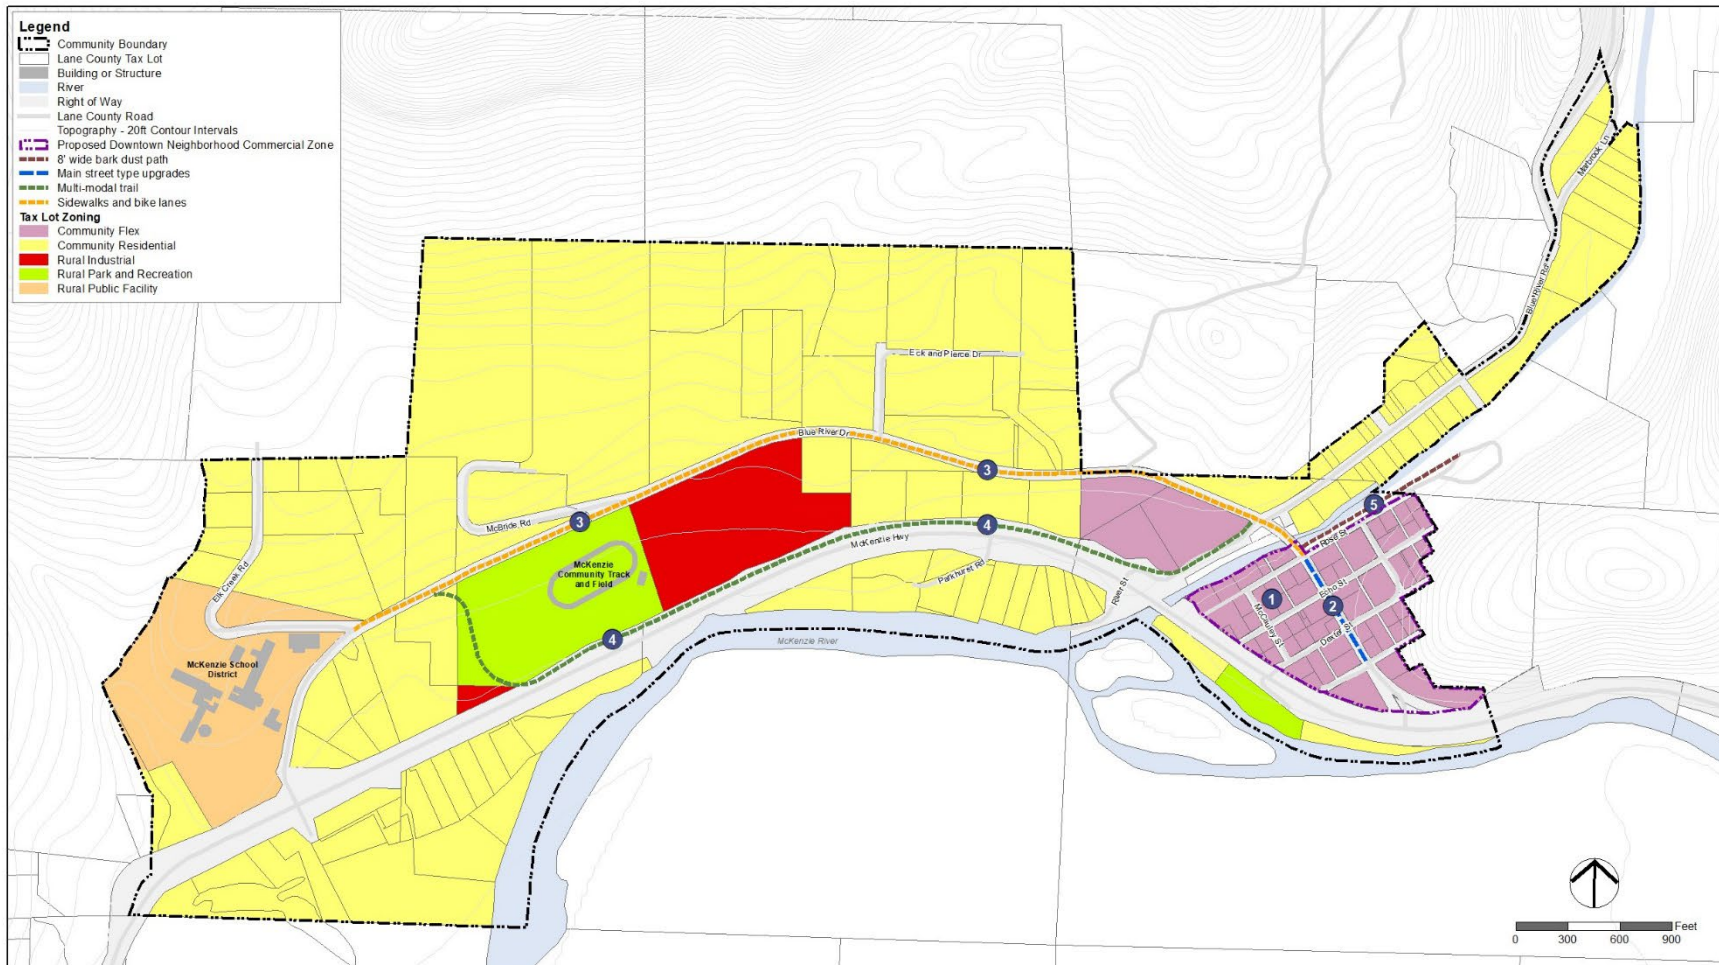 Legend
Community Boundary
Lane County Tax Lot
Building or Structure
River
Right of Way
Lane County Road
Topography - 20ft Contour Intervals
Proposed Downtown Neighborhood Commercial Zone
8' wide bark dust path
Main street type upgrades
Multi-modal trail
Sidewalks and bike lanes
Tax Lot Zoning
Community Flex
Community Residential
Rural Industrial
Rural Park and Recreation
Rural Public Facility
Marbrook Ln
Blue River Rd
Eck and Pierce Dr
Blue River Dr
3
5
McBride Rd
3
4
McKenzie Hwy
Rose St
McKenzie
Community Track
and Field
Parkhurst Rd
Elk Creek Rd
River St
1
Echo St
2
McCauley St
Dexter St
4
McKenzie River
McKenzie School
District
Feet
0
300
600
900